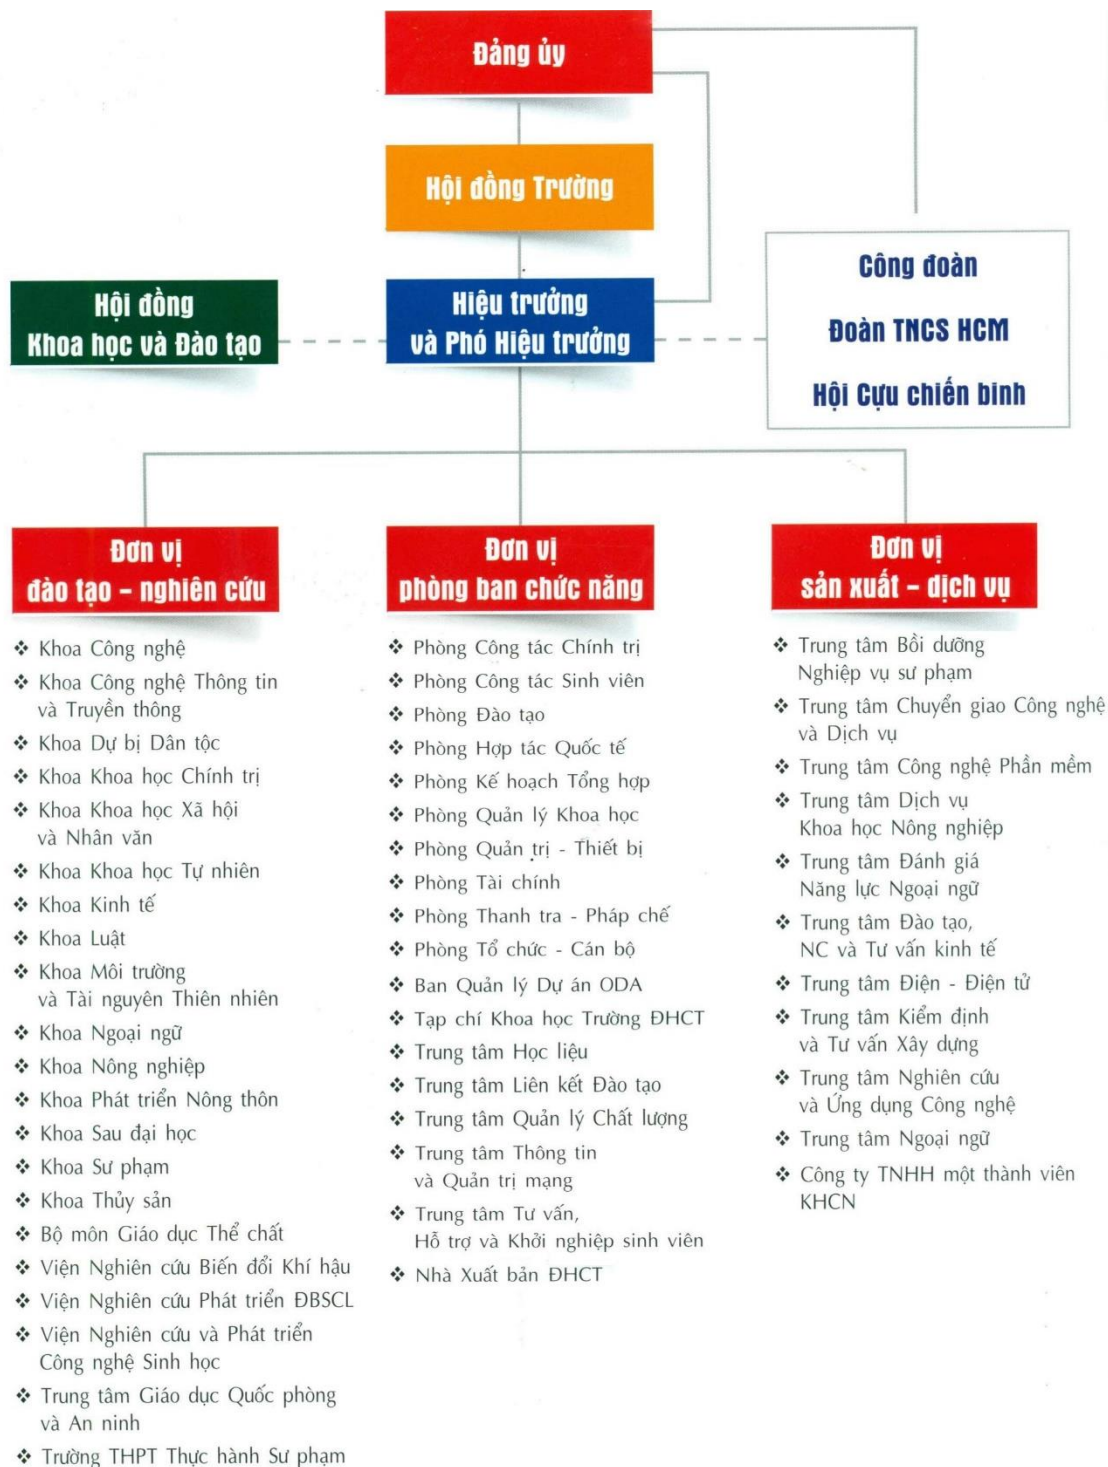 Đảng ủy
Hội đồng Trường
Hội đồng
Khoa học và Đào tạo
Hiệu trưởng
và Phó Hiệu trưởng
Công đoàn
Đoàn TNCS HCM
Hội Cựu chiến binh
Đơn vị
đào tạo – nghiên cứu
❖ Khoa Công nghệ
❖ Khoa Công nghệ Thông tin
và Truyền thông
❖ Khoa Dự bị Dân tộc
❖ Khoa Khoa học Chính trị
❖ Khoa Khoa học Xã hội
và Nhân văn
❖ Khoa Khoa học Tự nhiên
❖ Khoa Kinh tế
❖ Khoa Luật
❖ Khoa Môi trường
và Tài nguyên Thiên nhiên
❖ Khoa Ngoại ngữ
❖ Khoa Nông nghiệp
❖ Khoa Phát triển Nông thôn
❖ Khoa Sau đại học
❖ Khoa Sư phạm
❖ Khoa Thủy sản
❖ Bộ môn Giáo dục Thể chất
❖ Viện Nghiên cứu Biến đổi Khí hậu
❖ Viện Nghiên cứu Phát triển ĐBSCL
❖ Viện Nghiên cứu và Phát triển
Công nghệ Sinh học
❖ Trung tâm Giáo dục Quốc phòng
và An ninh
❖ Trường THPT Thực hành Sư phạm
Đơn vị
phòng ban chức năng
❖ Phòng Công tác Chính trị
❖ Phòng Công tác Sinh viên
❖ Phòng Đào tạo
❖ Phòng Hợp tác Quốc tế
❖ Phòng Kế hoạch Tổng hợp
❖ Phòng Quản lý Khoa học
❖ Phòng Quản trị - Thiết bị
❖ Phòng Tài chính
❖ Phòng Thanh tra - Pháp chế
❖ Phòng Tổ chức - Cán bộ
❖ Ban Quản lý Dự án ODA
❖ Tạp chí Khoa học Trường ĐHCT
❖ Trung tâm Học liệu
❖ Trung tâm Liên kết Đào tạo
❖ Trung tâm Quản lý Chất lượng
❖ Trung tâm Thông tin
và Quản trị mạng
❖ Trung tâm Tư vấn,
Hỗ trợ và Khởi nghiệp sinh viên
❖ Nhà Xuất bản ĐHCT
Đơn vị
sản xuất – dịch vụ
❖ Trung tâm Bồi dưỡng
Nghiệp vụ sư phạm
❖ Trung tâm Chuyển giao Công nghệ
và Dịch vụ
❖ Trung tâm Công nghệ Phần mềm
❖ Trung tâm Dịch vụ
Khoa học Nông nghiệp
❖ Trung tâm Đánh giá
Năng lực Ngoại ngữ
❖ Trung tâm Đào tạo,
NC và Tư vấn kinh tế
❖ Trung tâm Điện - Điện tử
❖ Trung tâm Kiểm định
và Tư vấn Xây dựng
❖ Trung tâm Nghiên cứu
và Ứng dụng Công nghệ
❖ Trung tâm Ngoại ngữ
❖ Công ty TNHH một thành viên
KHCN